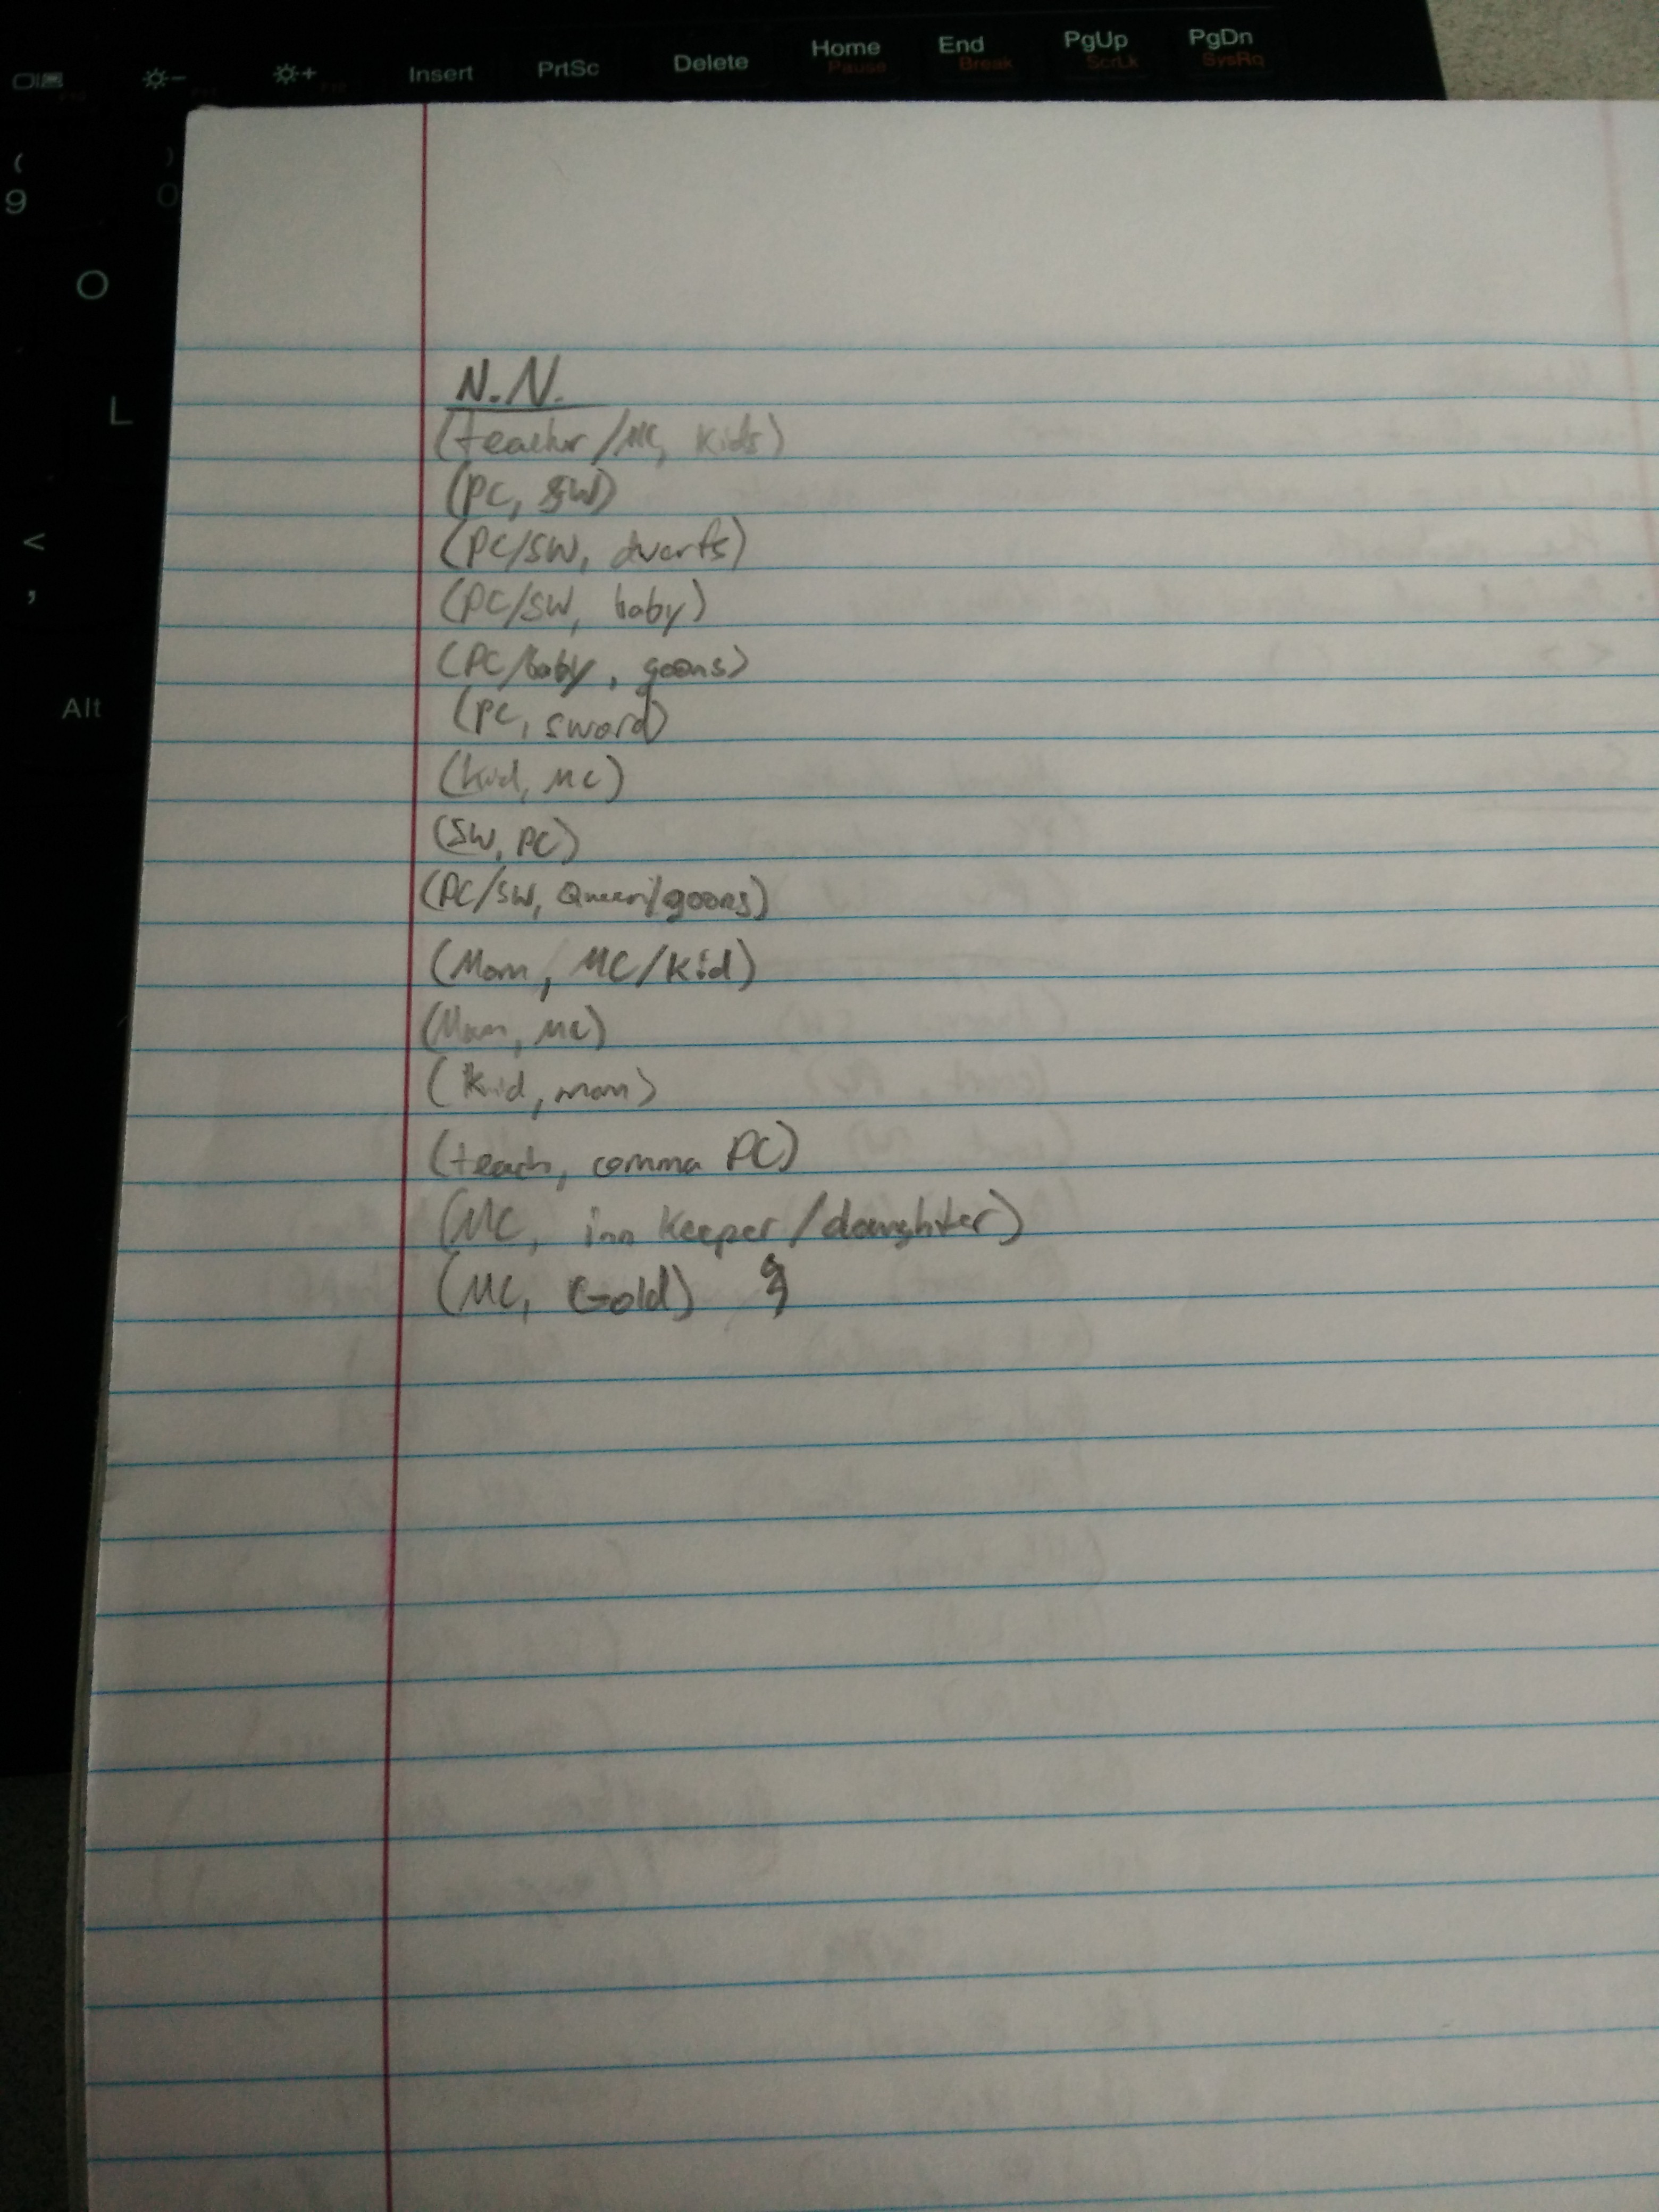 Insert PrtSc Delete Home End PgUp PgDn
Pause Break ScrLk SysRq
(
9
)
0
O
L
<
,
Alt
N.N.
(teacher/MC, kids)
(PC, SW)
(PC/SW, dwarfs)
(PC/SW, baby)
(PC/baby, goons)
(PC, sword)
(Kid, MC)
(SW, PC)
(PC/SW, Queen/goons)
(Mom, MC/Kid)
(Mom, MC)
(Kid, mom)
(teach, comma PC)
(MC, inn keeper/daughter)
(MC, Gold)